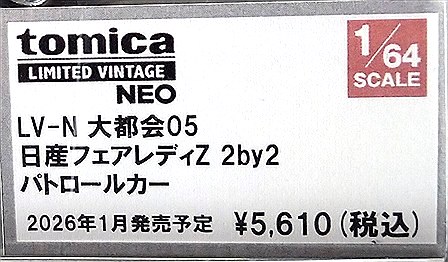 tomica
LIMITED VINTAGE
NEO
1/64
SCALE
LV-N 大都会05
日産フェアレディZ 2by2
パトロールカー
2026年1月発売予定 ¥5,610(税込)